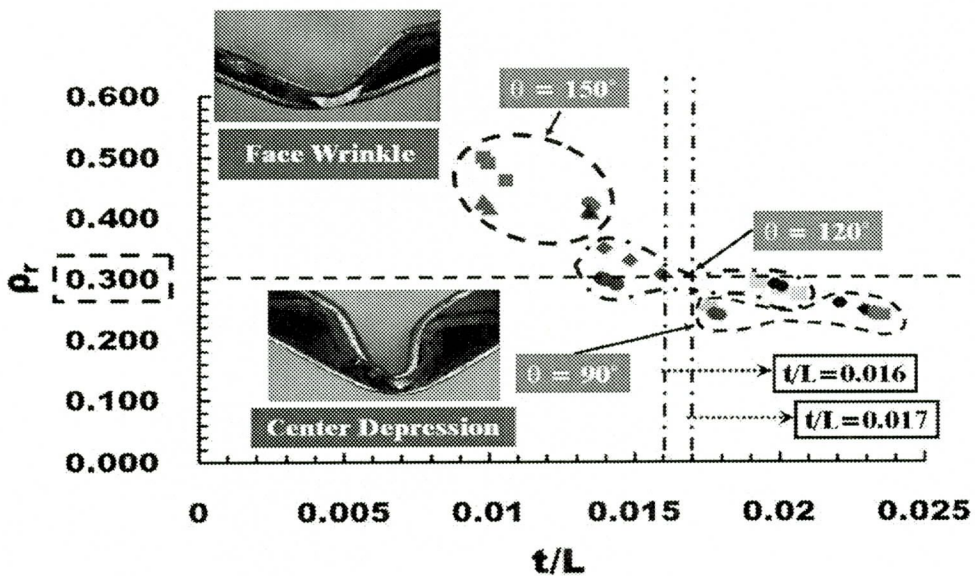 θ = 150°
0.600
Face Wrinkle
0.500
0.400
θ = 120°
ρr
0.300
0.200
θ = 90°
t/L=0.016
0.100
Center Depression
t/L=0.017
0.000
0 0.005 0.01 0.015 0.02 0.025
t/L